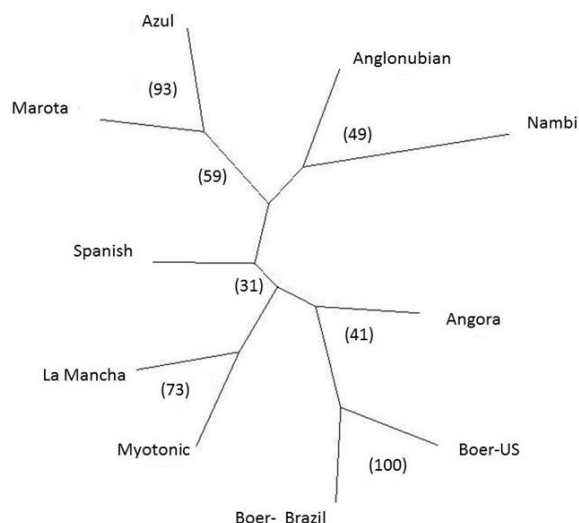 Azul
Anglonubian
(93)
Marota
(49)
Nambi
(59)
Spanish
(31)
Angora
(41)
La Mancha
(73)
Myotonic
Boer-US
(100)
Boer- Brazil